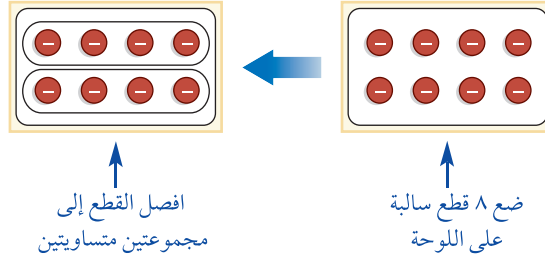 ضع ٨ قطع سالبة
على اللوحة
افصل القطع إلى
مجموعتين متساويتين